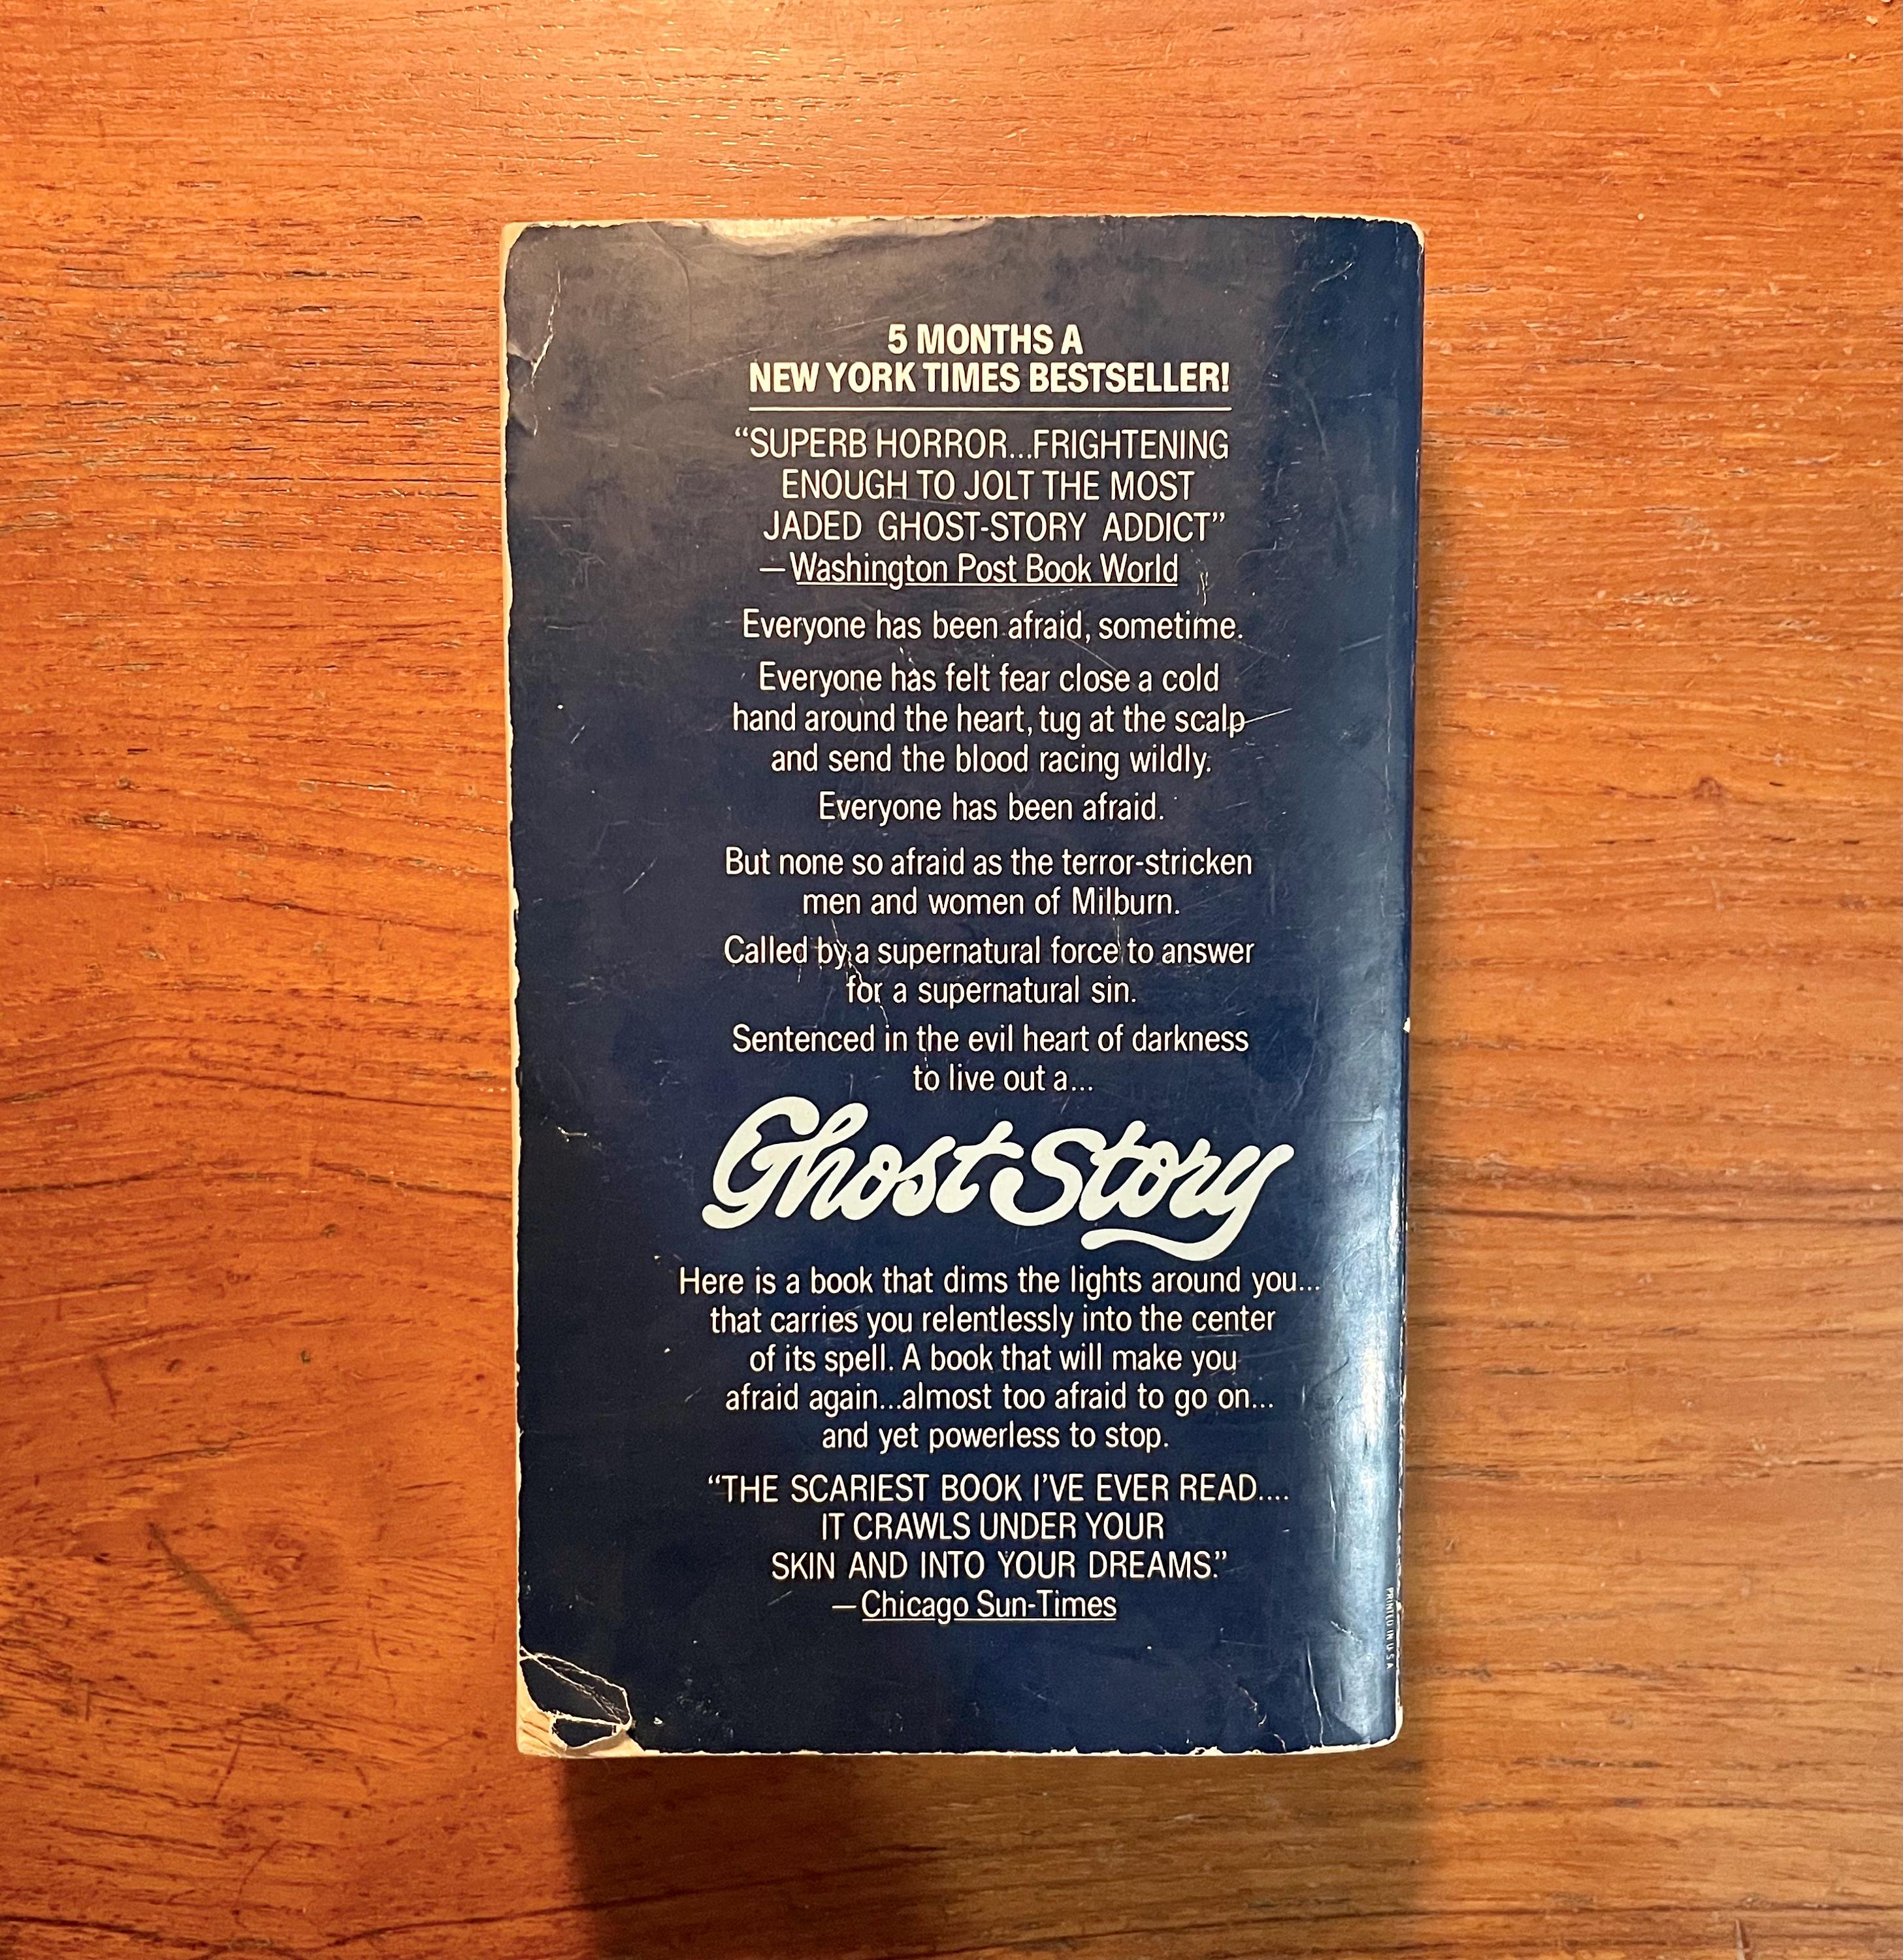 5 MONTHS A
NEW YORK TIMES BESTSELLER!
“SUPERB HORROR...FRIGHTENING
ENOUGH TO JOLT THE MOST
JADED GHOST-STORY ADDICT”
—Washington Post Book World
Everyone has been afraid, sometime.
Everyone has felt fear close a cold
hand around the heart, tug at the scalp
and send the blood racing wildly.
Everyone has been afraid.
But none so afraid as the terror-stricken
men and women of Milburn.
Called by a supernatural force to answer
for a supernatural sin.
Sentenced in the evil heart of darkness
to live out a...
Ghost Story
Here is a book that dims the lights around you...
that carries you relentlessly into the center
of its spell. A book that will make you
afraid again...almost too afraid to go on...
and yet powerless to stop.
“THE SCARIEST BOOK I’VE EVER READ....
IT CRAWLS UNDER YOUR
SKIN AND INTO YOUR DREAMS.”
—Chicago Sun-Times
PRINTED IN U.S.A.